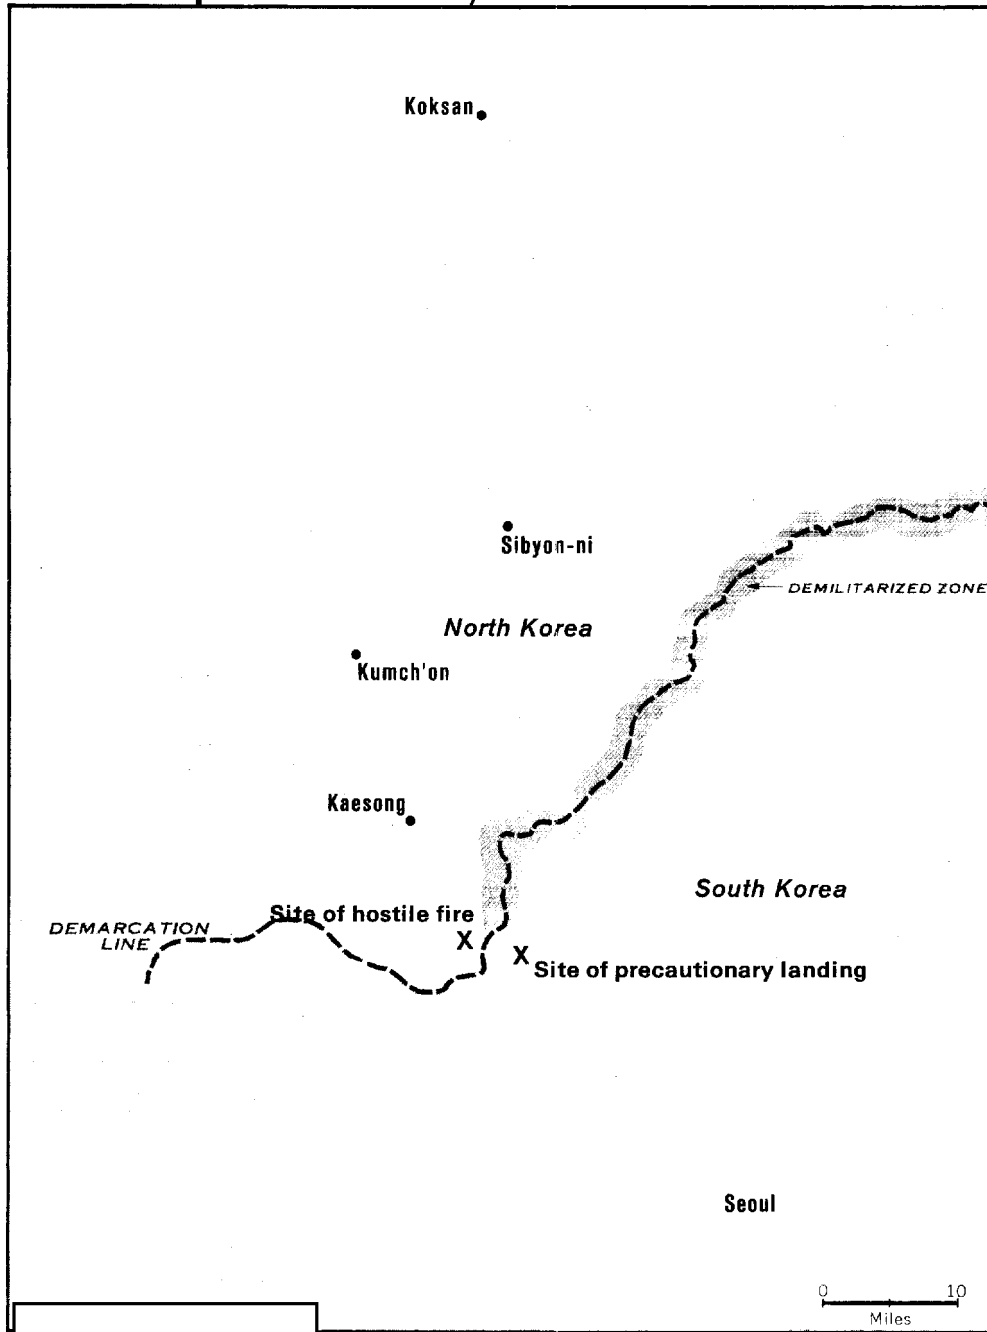 Koksan
Sibyon-ni
DEMILITARIZED ZONE
North Korea
Kumch'on
Kaesong
South Korea
Site of hostile fire
DEMARCATION
LINE
X
X
Site of precautionary landing
Seoul
0 10
Miles